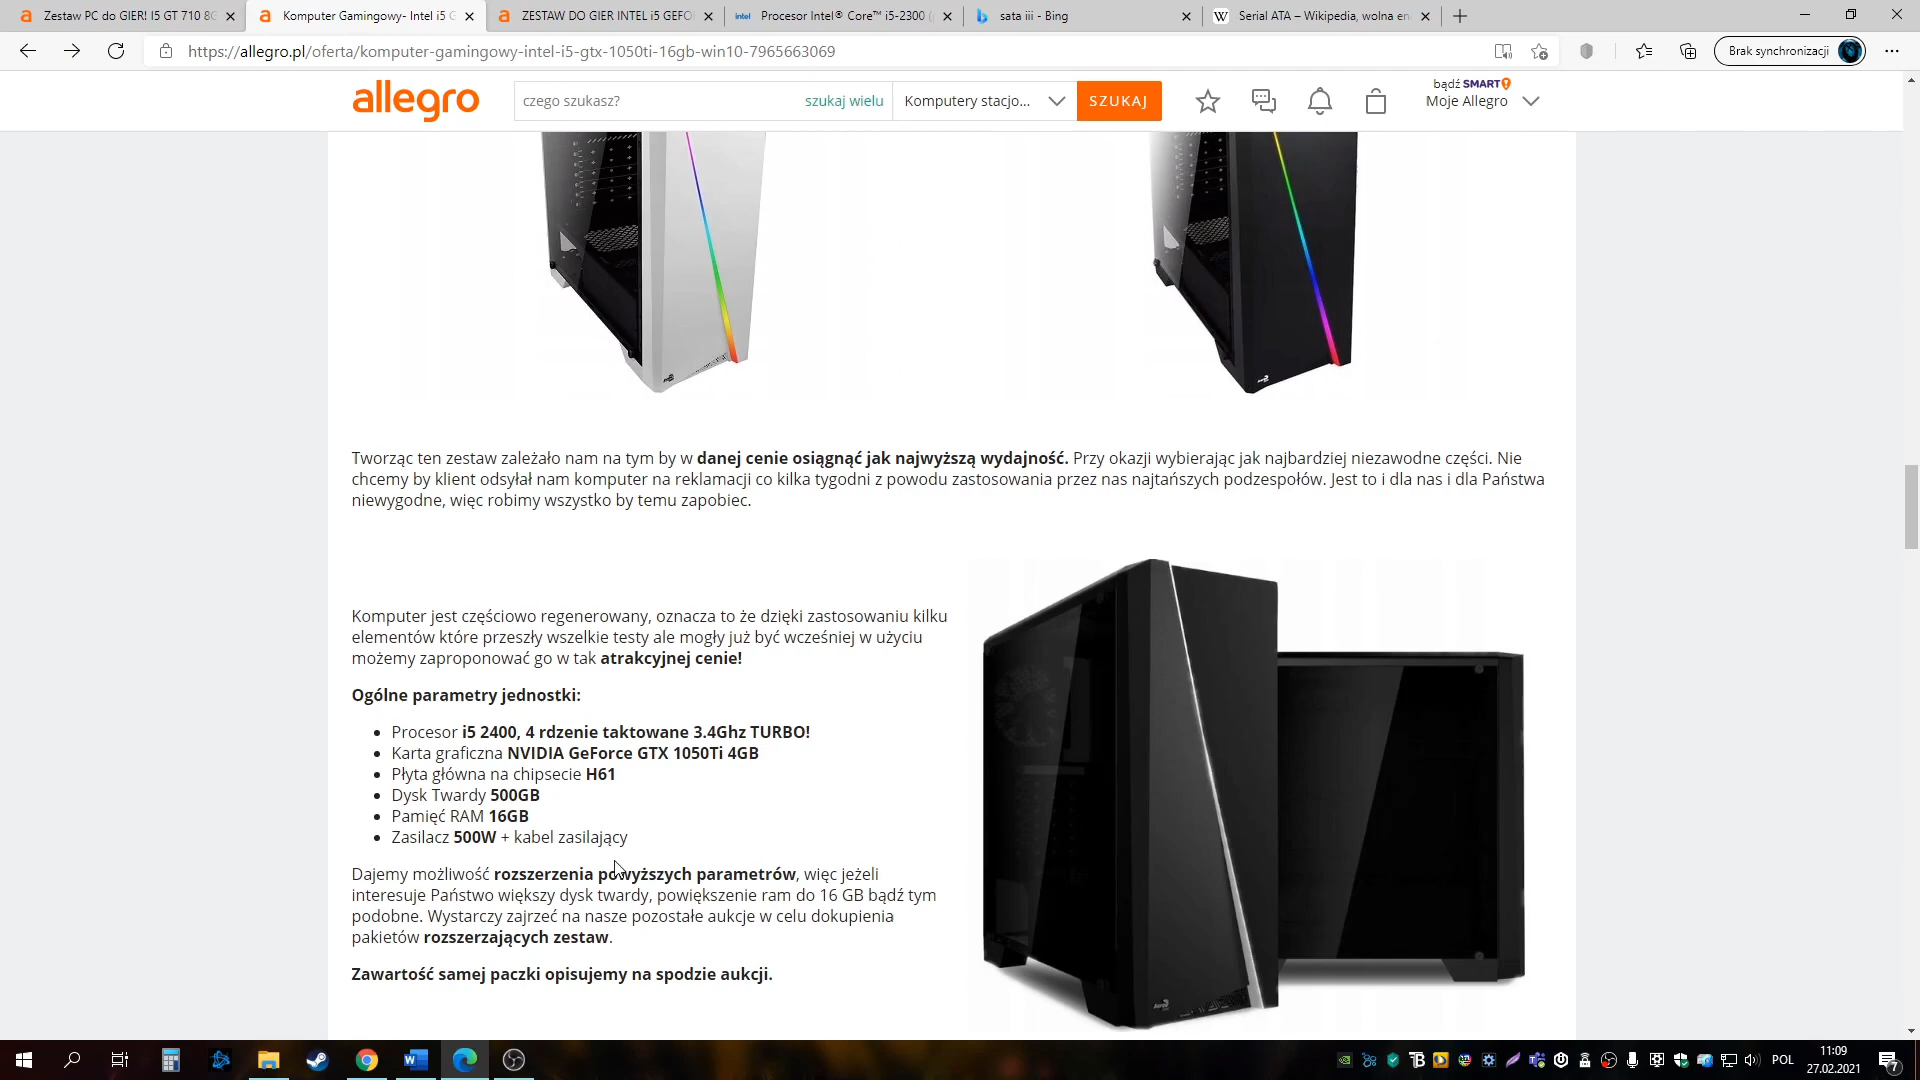 Zestaw PC do GIER! I5 GT 710 8G
Komputer Gamingowy- Intel i5 G
ZESTAW DO GIER INTEL i5 GEFO
intel
Procesor Intel® Core™ i5-2300 (
sata iii - Bing
W
Serial ATA – Wikipedia, wolna en
https://allegro.pl/oferta/komputer-gamingowy-intel-i5-gtx-1050ti-16gb-win10-7965663069
Brak synchronizacji
allegro
czego szukasz?
szukaj wielu
Komputery stacjo...
SZUKAJ
bądź SMART!
Moje Allegro
Tworząc ten zestaw zależało nam na tym by w danej cenie osiągnąć jak najwyższą wydajność. Przy okazji wybierając jak najbardziej niezawodne części. Nie
chcemy by klient odsyłał nam komputer na reklamacji co kilka tygodni z powodu zastosowania przez nas najtańszych podzespołów. Jest to i dla nas i dla Państwa
niewygodne, więc robimy wszystko by temu zapobiec.
Komputer jest częściowo regenerowany, oznacza to że dzięki zastosowaniu kilku
elementów które przeszły wszelkie testy ale mogły już być wcześniej w użyciu
możemy zaproponować go w tak atrakcyjnej cenie!
Ogólne parametry jednostki:
• Procesor i5 2400, 4 rdzenie taktowane 3.4Ghz TURBO!
• Karta graficzna NVIDIA GeForce GTX 1050Ti 4GB
• Płyta główna na chipsecie H61
• Dysk Twardy 500GB
• Pamięć RAM 16GB
• Zasilacz 500W + kabel zasilający
Dajemy możliwość rozszerzenia powyższych parametrów, więc jeżeli
interesuje Państwo większy dysk twardy, powiększenie ram do 16 GB bądź tym
podobne. Wystarczy zajrzeć na nasze pozostałe aukcje w celu dokupienia
pakietów rozszerzających zestaw.
Zawartość samej paczki opisujemy na spodzie aukcji.
POL
11:09
27.02.2021
7